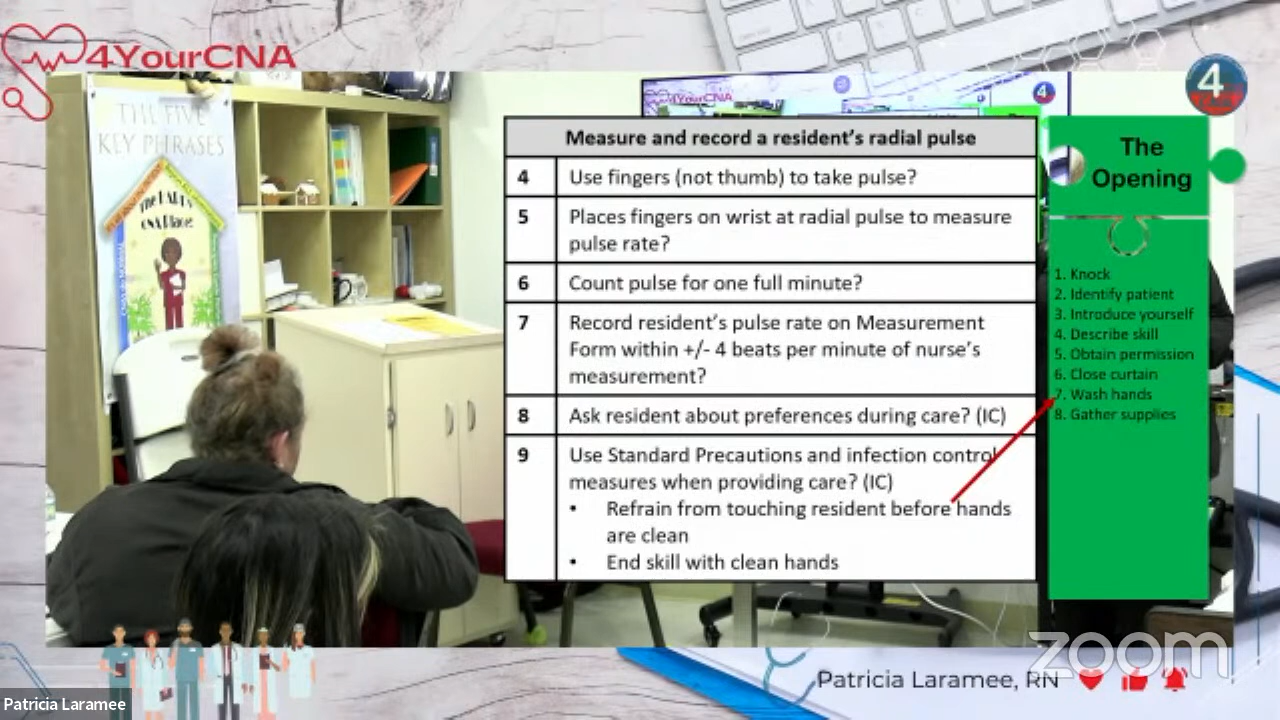 4YourCNA
4
THE FIVE
KEY PHRASES
CNA Place
4YourCNA
4
Measure and record a resident's radial pulse
4 Use fingers (not thumb) to take pulse?
5 Places fingers on wrist at radial pulse to measure
pulse rate?
6 Count pulse for one full minute?
7 Record resident's pulse rate on Measurement
Form within +/- 4 beats per minute of nurse's
measurement?
8 Ask resident about preferences during care? (IC)
9 Use Standard Precautions and infection control
measures when providing care? (IC)
• Refrain from touching resident before hands
are clean
• End skill with clean hands
The
Opening
1. Knock
2. Identify patient
3. Introduce yourself
4. Describe skill
5. Obtain permission
6. Close curtain
7. Wash hands
8. Gather supplies
zoom
Patricia Laramee, RN
Patricia Laramee